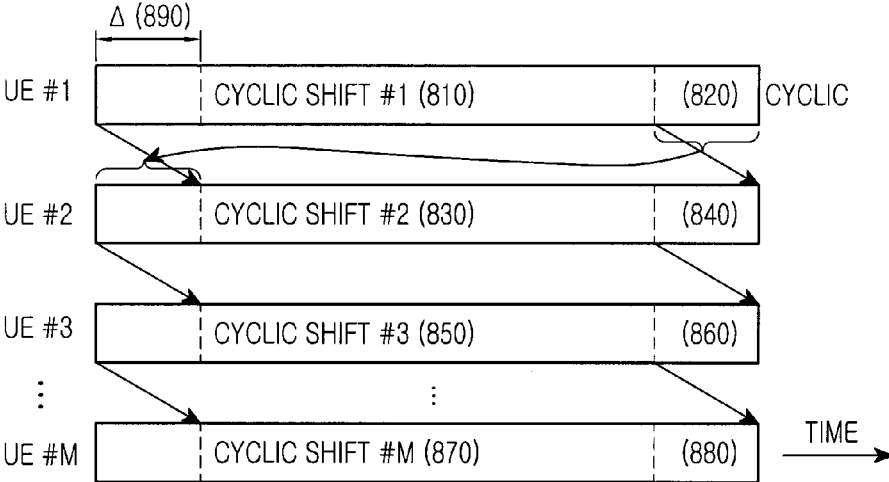 Δ (890)
UE #1 CYCLIC SHIFT #1 (810) (820) CYCLIC
UE #2 CYCLIC SHIFT #2 (830) (840)
UE #3 CYCLIC SHIFT #3 (850) (860)
⋮ ⋮
UE #M CYCLIC SHIFT #M (870) (880) TIME